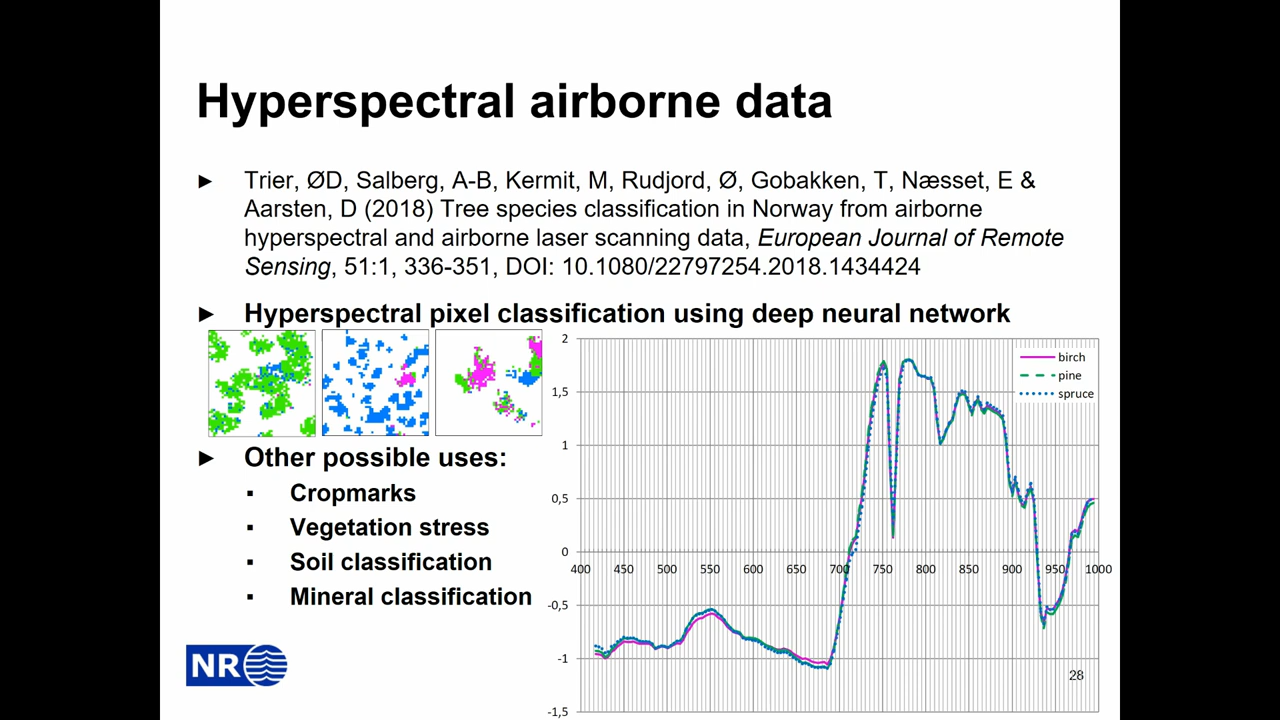 Hyperspectral airborne data
► Trier, ØD, Salberg, A-B, Kermit, M, Rudjord, Ø, Gobakken, T, Næsset, E &
Aarsten, D (2018) Tree species classification in Norway from airborne
hyperspectral and airborne laser scanning data, European Journal of Remote
Sensing, 51:1, 336-351, DOI: 10.1080/22797254.2018.1434424
► Hyperspectral pixel classification using deep neural network
► Other possible uses:
▪ Cropmarks
▪ Vegetation stress
▪ Soil classification
▪ Mineral classification
2
1,5
1
0,5
0
-0,5
-1
-1,5
400 450 500 550 600 650 700 750 800 850 900 950 1000
birch
pine
spruce
NR
28